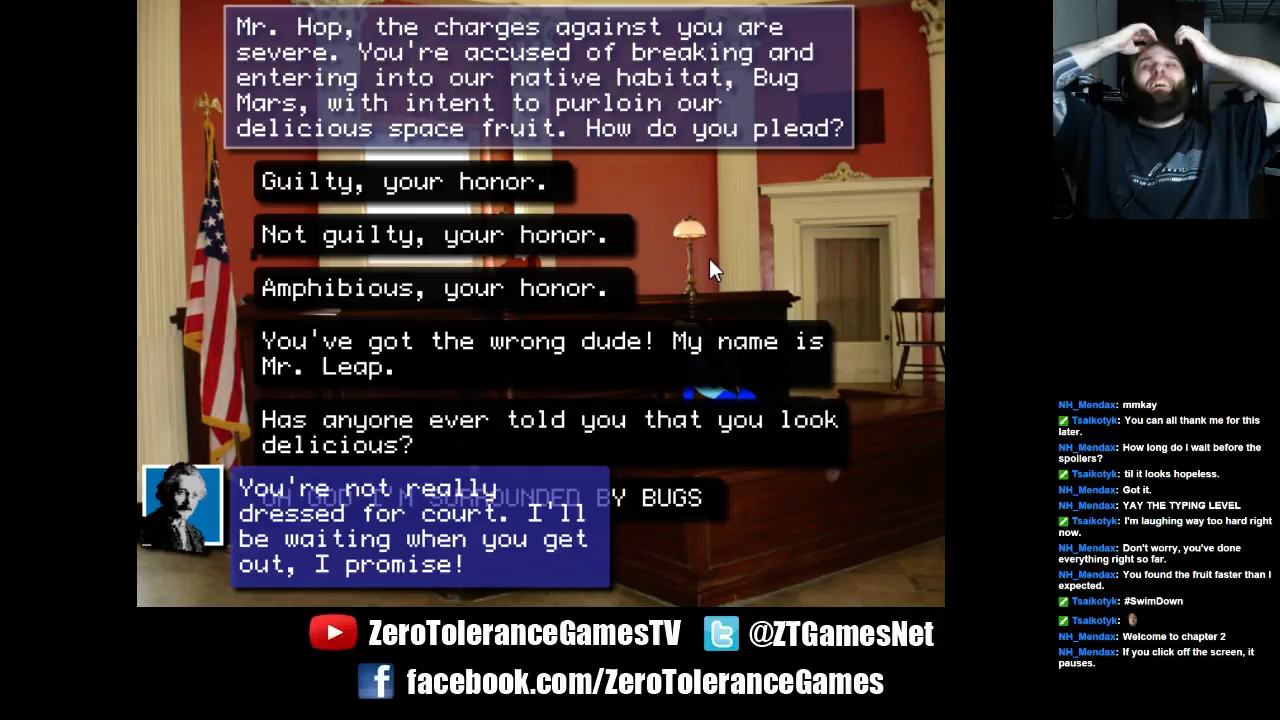 Mr. Hop, the charges against you are
severe. You're accused of breaking and
entering into our native habitat, Bug
Mars, with intent to purloin our
delicious space fruit. How do you plead?
Guilty, your honor.
Not guilty, your honor.
Amphibious, your honor.
You've got the wrong dude! My name is
Mr. Leap.
Has anyone ever told you that you look
delicious?
OH GOD I'M SURROUNDED BY BUGS
You're not really
dressed for court. I'll
be waiting when you get
out, I promise!
NH_Mendax: mmkay
Tsaikotyk: You can all thank me for this
later.
NH_Mendax: How long do I wait before the
spoilers?
Tsaikotyk: til it looks hopeless.
NH_Mendax: Got it.
NH_Mendax: YAY THE TYPING LEVEL
Tsaikotyk: I'm laughing way too hard right
now.
NH_Mendax: Don't worry, you've done
everything right so far.
NH_Mendax: You found the fruit faster than I
expected.
Tsaikotyk: #SwimDown
Tsaikotyk:
NH_Mendax: Welcome to chapter 2
NH_Mendax: If you click off the screen, it
pauses.
ZeroToleranceGamesTV
@ZTGamesNet
facebook.com/ZeroToleranceGames